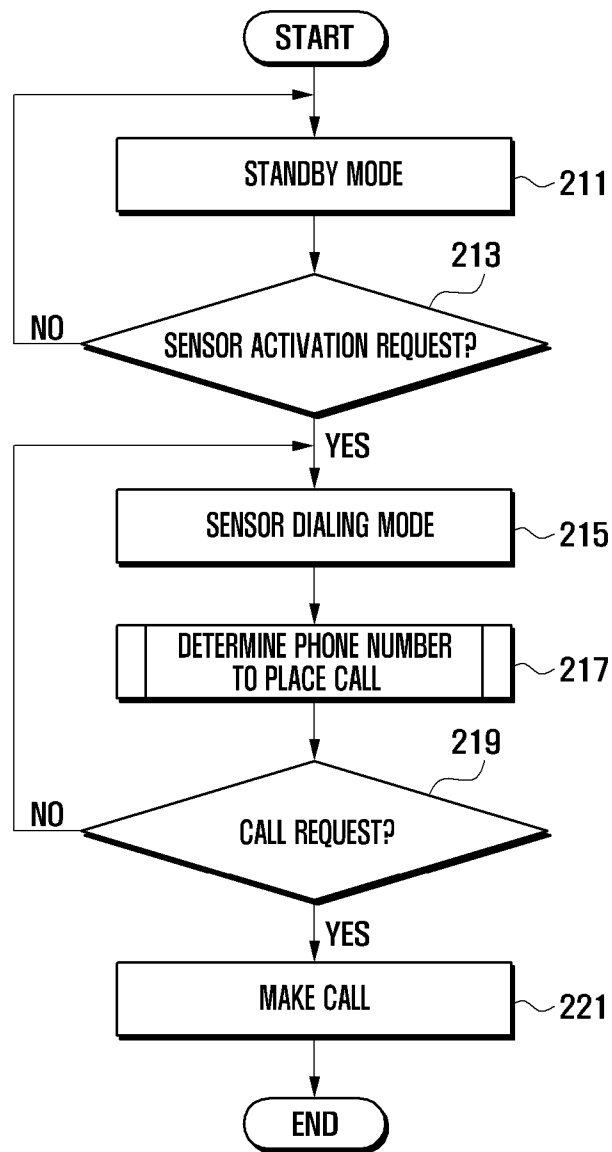 START
STANDBY MODE
211
213
NO
SENSOR ACTIVATION REQUEST?
YES
SENSOR DIALING MODE
215
DETERMINE PHONE NUMBER
TO PLACE CALL
217
219
NO
CALL REQUEST?
YES
MAKE CALL
221
END